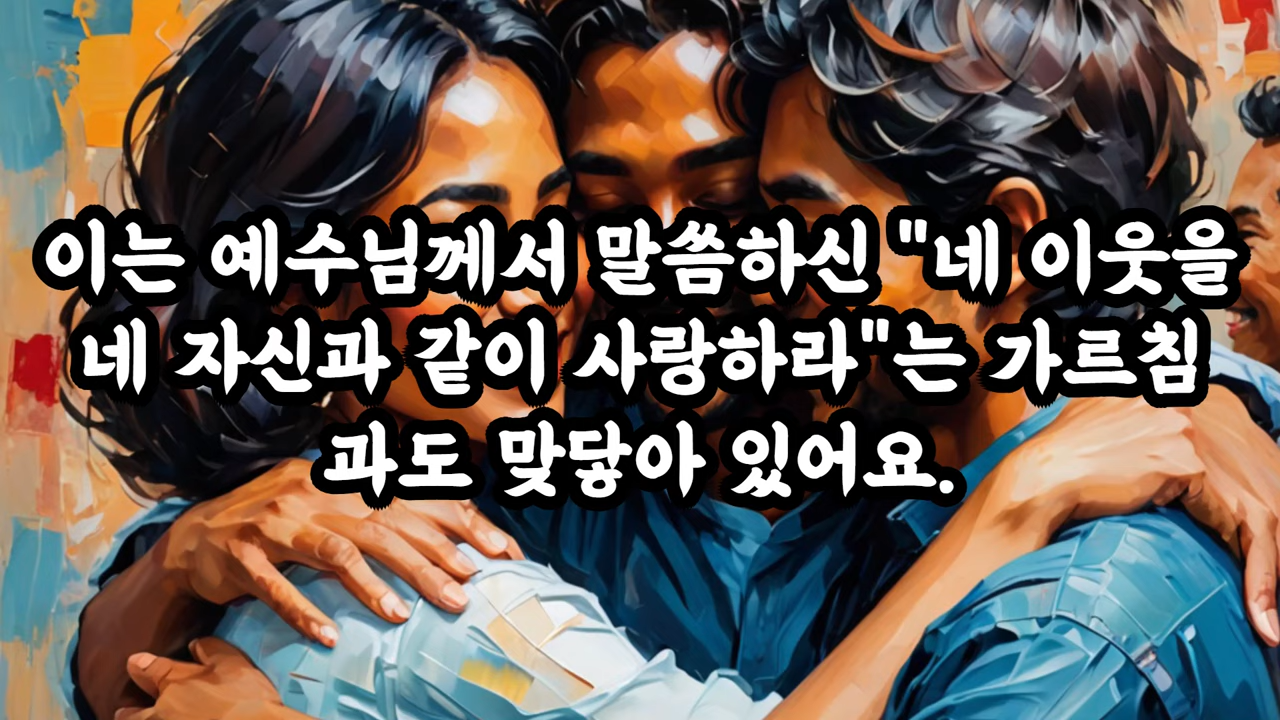 이는 예수님께서 말씀하신 "네 이웃을
네 자신과 같이 사랑하라"는 가르침
과도 맞닿아 있어요.